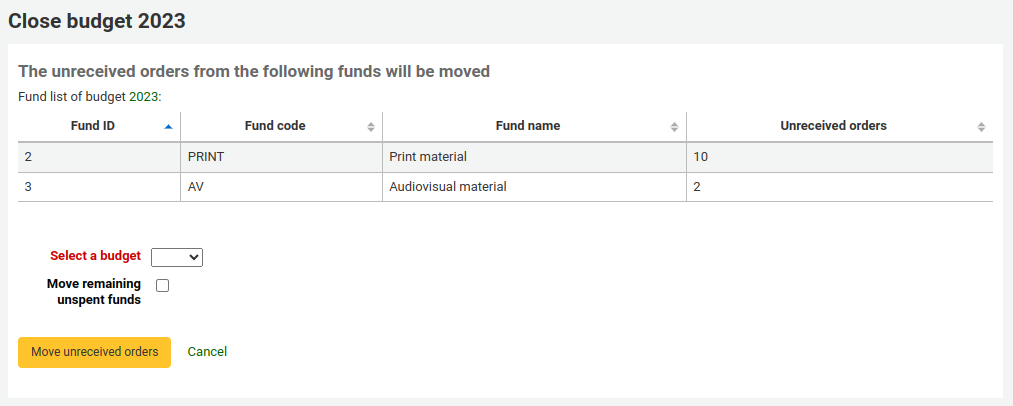 Close budget 2023
The unreceived orders from the following funds will be moved
Fund list of budget 2023:
Fund ID Fund code Fund name Unreceived orders
2 PRINT Print material 10
3 AV Audiovisual material 2
Select a budget
Move remaining
unspent funds
Move unreceived orders Cancel